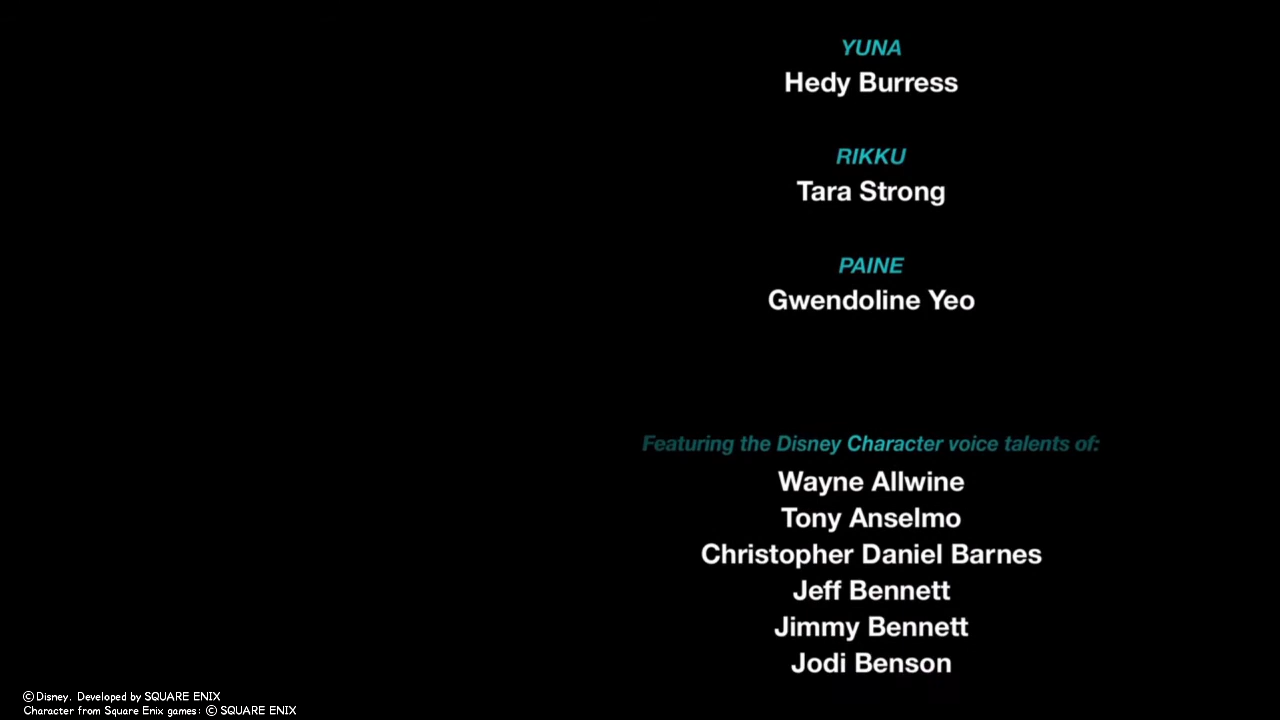 YUNA
Hedy Burress
RIKKU
Tara Strong
PAINE
Gwendoline Yeo
Featuring the Disney Character voice talents of:
Wayne Allwine
Tony Anselmo
Christopher Daniel Barnes
Jeff Bennett
Jimmy Bennett
Jodi Benson
© Disney. Developed by SQUARE ENIX
Character from Square Enix games: © SQUARE ENIX